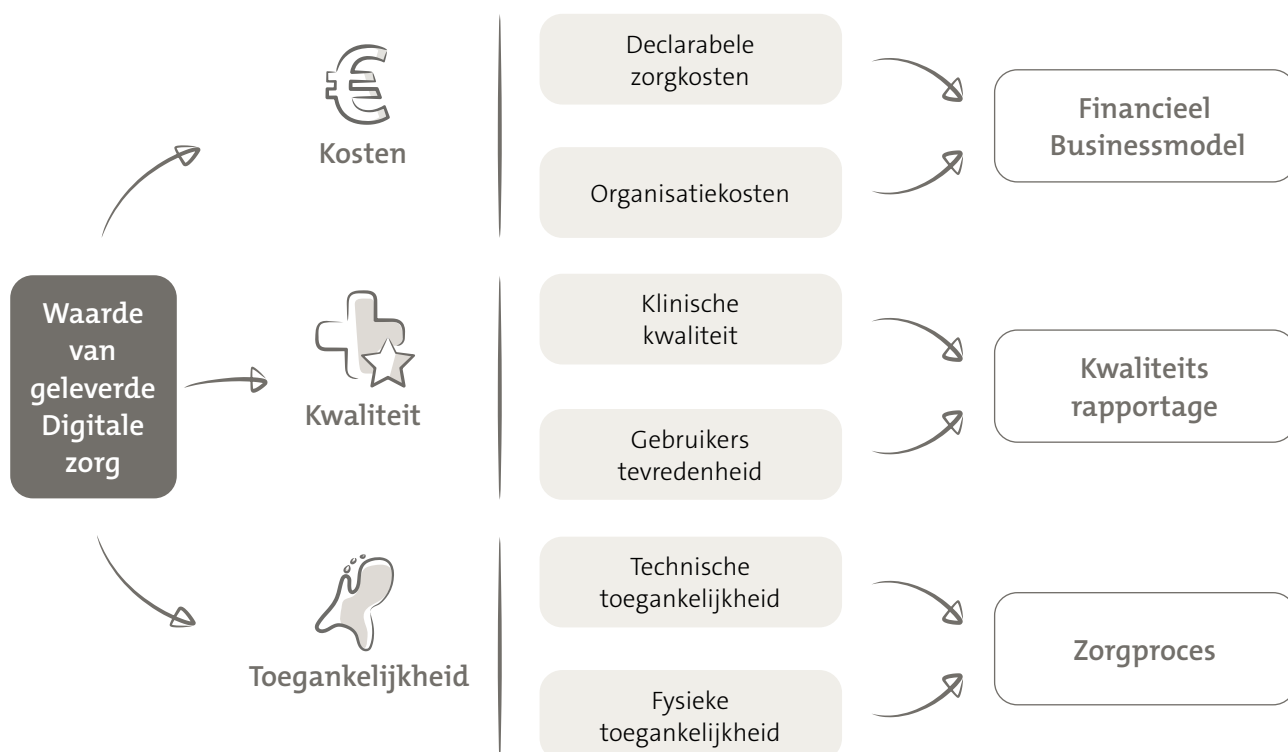 Waarde
van
geleverde
Digitale
zorg
Kosten
Declarabele
zorgkosten
Organisatiekosten
Financieel
Businessmodel
Kwaliteit
Klinische
kwaliteit
Gebruikers
tevredenheid
Kwaliteits
rapportage
Toegankelijkheid
Technische
toegankelijkheid
Fysieke
toegankelijkheid
Zorgproces